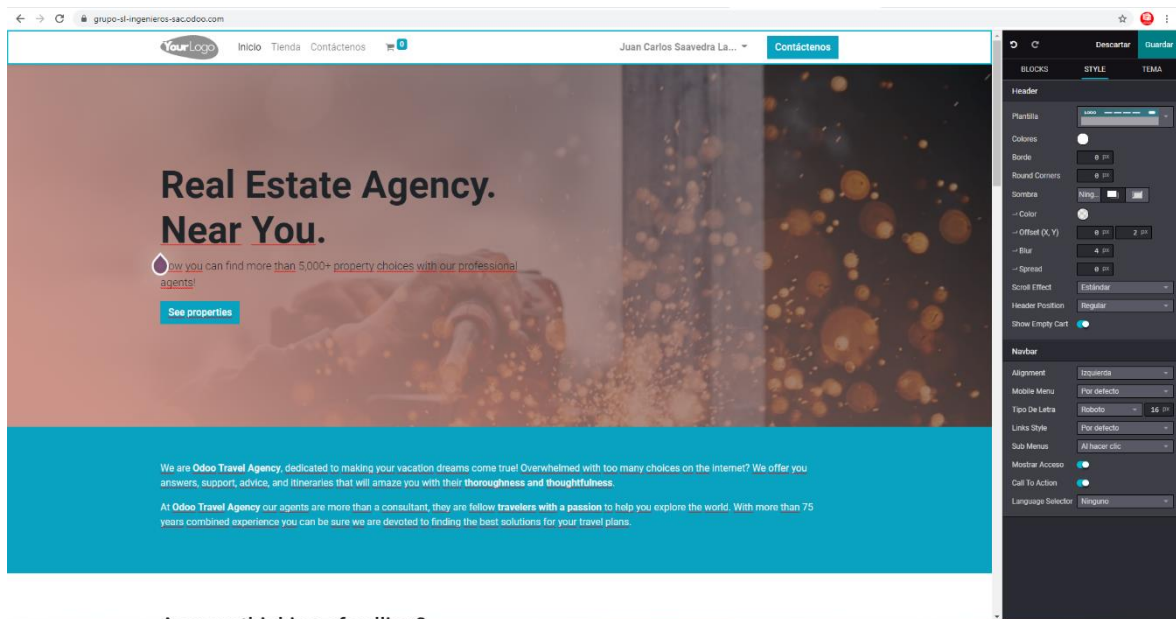 grupo-sl-ingenieros-sac.odoo.com
YourLogo Inicio Tienda Contáctenos 0 Juan Carlos Saavedra La... Contáctenos
Descartar Guardar
BLOCKS STYLE TEMA
Header
Plantilla LOGO
Colores
Borde 0 px
Round Corners 0 px
Sombra Ning...
Color
Offset (X, Y) 0 px 2 px
Blur 4 px
Spread 0 px
Scroll Effect Estándar
Header Position Regular
Show Empty Cart
Navbar
Alignment Izquierda
Mobile Menu Por defecto
Tipo De Letra Roboto 16 px
Links Style Por defecto
Sub Menus Al hacer clic
Mostrar Acceso
Call To Action
Language Selector Ninguno
Real Estate Agency.
Near You.
ow you can find more than 5,000+ property choices with our professional
agents!
See properties
We are Odoo Travel Agency, dedicated to making your vacation dreams come true! Overwhelmed with too many choices on the internet? We offer you
answers, support, advice, and itineraries that will amaze you with their thoroughness and thoughtfulness.
At Odoo Travel Agency our agents are more than a consultant, they are fellow travelers with a passion to help you explore the world. With more than 75
years combined experience you can be sure we are devoted to finding the best solutions for your travel plans.